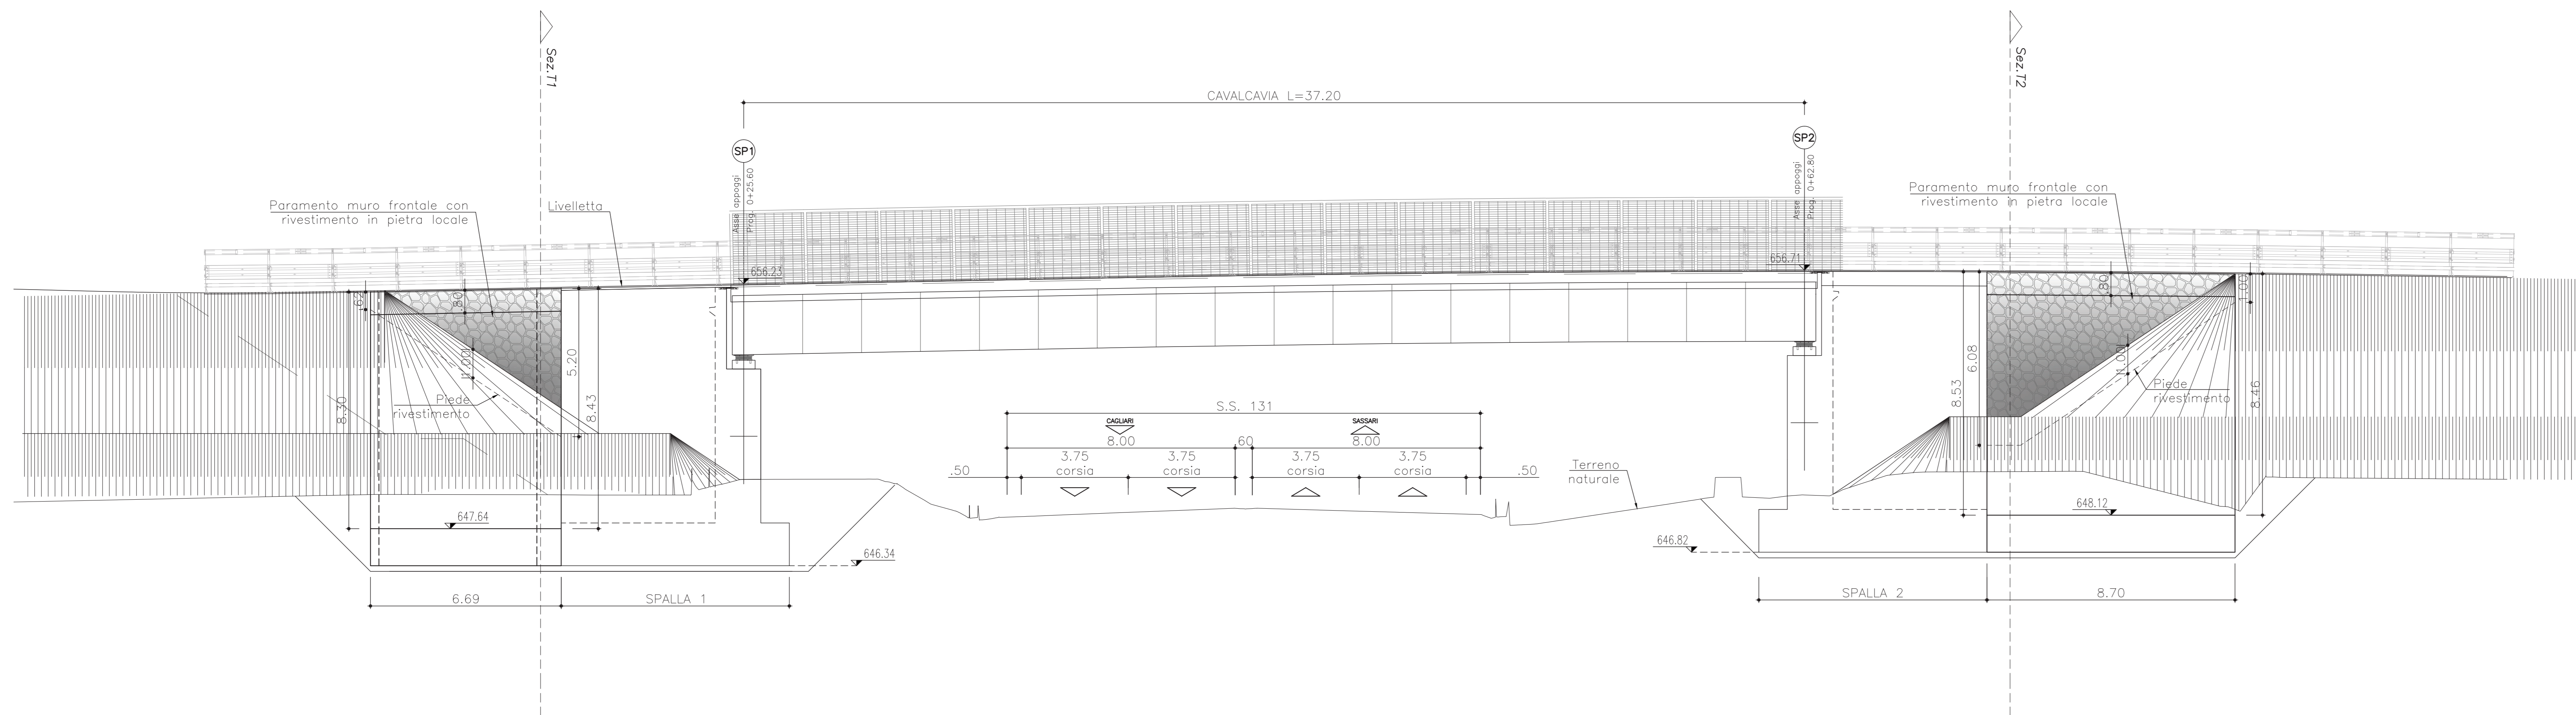 Sez.T1
Sez.T2
CAVALCAVIA L=37.20
SP1
SP2
Asse appoggi
Prog. 0+25.60
Asse appoggi
Prog. 0+62.80
Paramento muro frontale con
rivestimento in pietra locale
Livelletta
Paramento muro frontale con
rivestimento in pietra locale
656.23
656.71
.62
.80
.80
1.00
5.20
6.08
1.00
1.00
8.30
8.43
8.53
8.46
Piede
rivestimento
Piede
rivestimento
S.S. 131
CAGLIARI
SASSARI
8.00
.60
8.00
3.75
corsia
3.75
corsia
3.75
corsia
3.75
corsia
.50
.50
Terreno
naturale
647.64
648.12
646.34
646.82
6.69
SPALLA 1
SPALLA 2
8.70